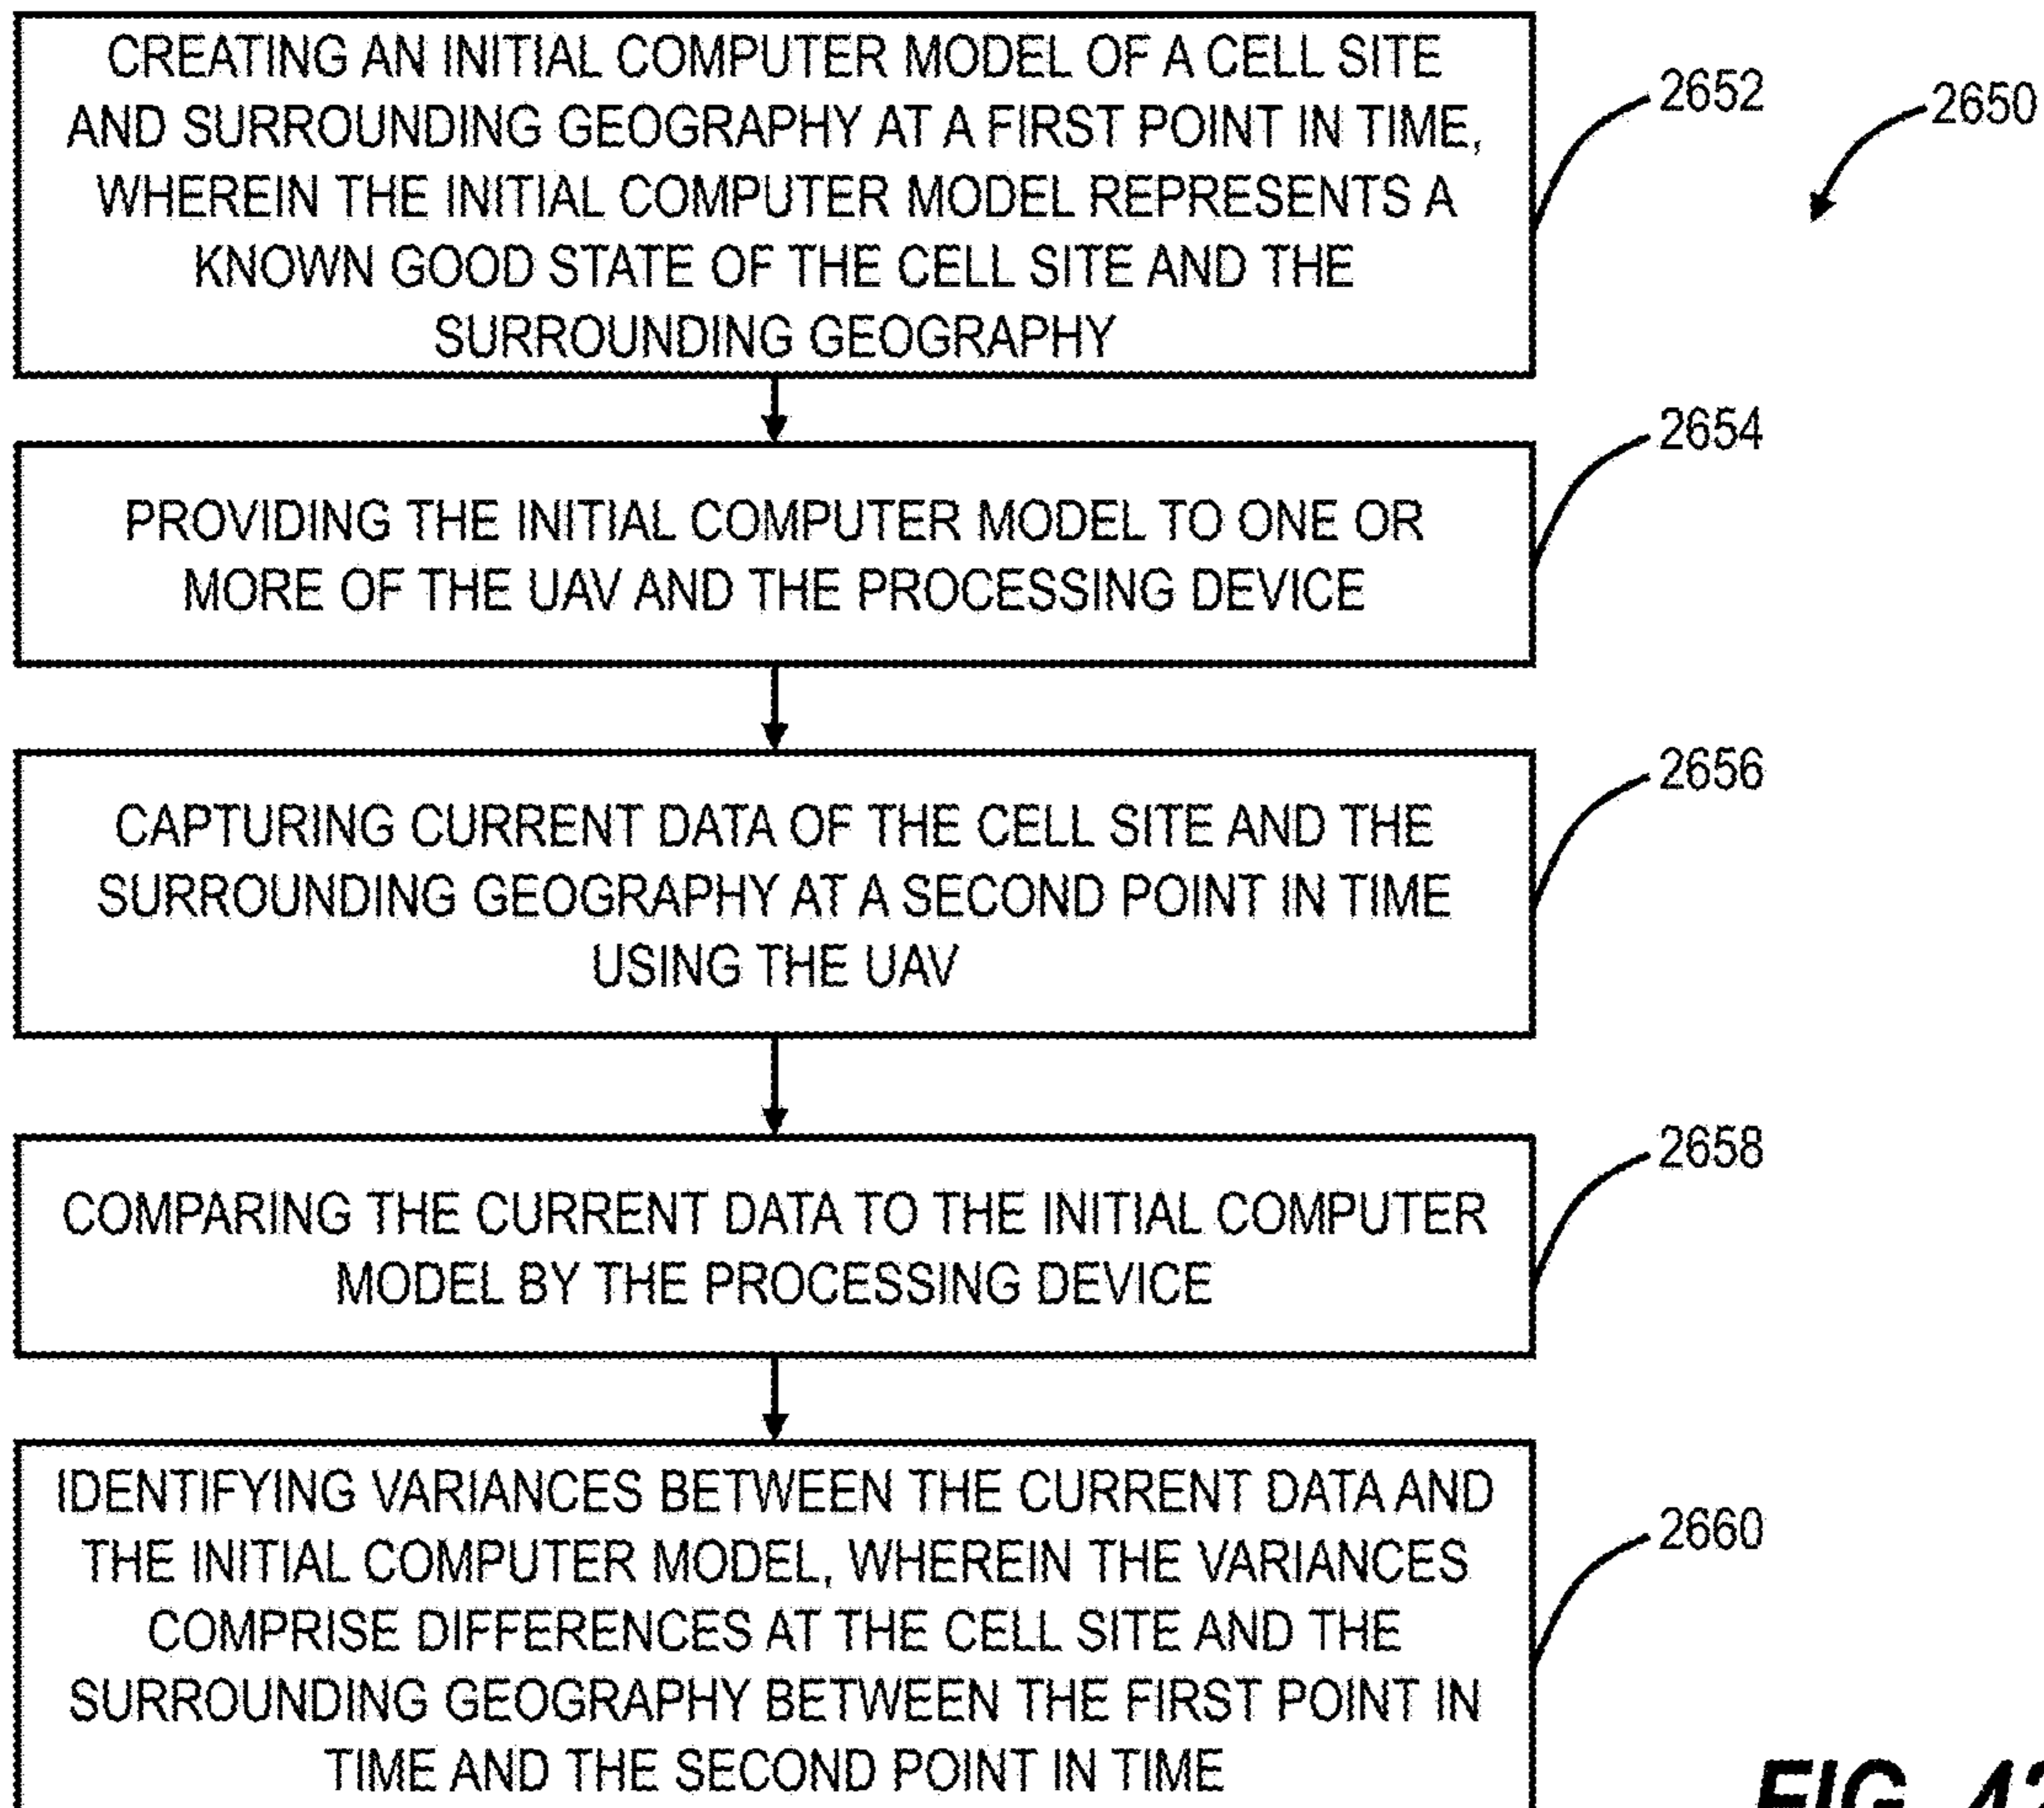 CREATING AN INITIAL COMPUTER MODEL OF A CELL SITE
AND SURROUNDING GEOGRAPHY AT A FIRST POINT IN TIME,
WHEREIN THE INITIAL COMPUTER MODEL REPRESENTS A
KNOWN GOOD STATE OF THE CELL SITE AND THE
SURROUNDING GEOGRAPHY
2652
2650
2654
PROVIDING THE INITIAL COMPUTER MODEL TO ONE OR
MORE OF THE UAV AND THE PROCESSING DEVICE
2656
CAPTURING CURRENT DATA OF THE CELL SITE AND THE
SURROUNDING GEOGRAPHY AT A SECOND POINT IN TIME
USING THE UAV
2658
COMPARING THE CURRENT DATA TO THE INITIAL COMPUTER
MODEL BY THE PROCESSING DEVICE
2660
IDENTIFYING VARIANCES BETWEEN THE CURRENT DATA AND
THE INITIAL COMPUTER MODEL, WHEREIN THE VARIANCES
COMPRISE DIFFERENCES AT THE CELL SITE AND THE
SURROUNDING GEOGRAPHY BETWEEN THE FIRST POINT IN
TIME AND THE SECOND POINT IN TIME
FIG.